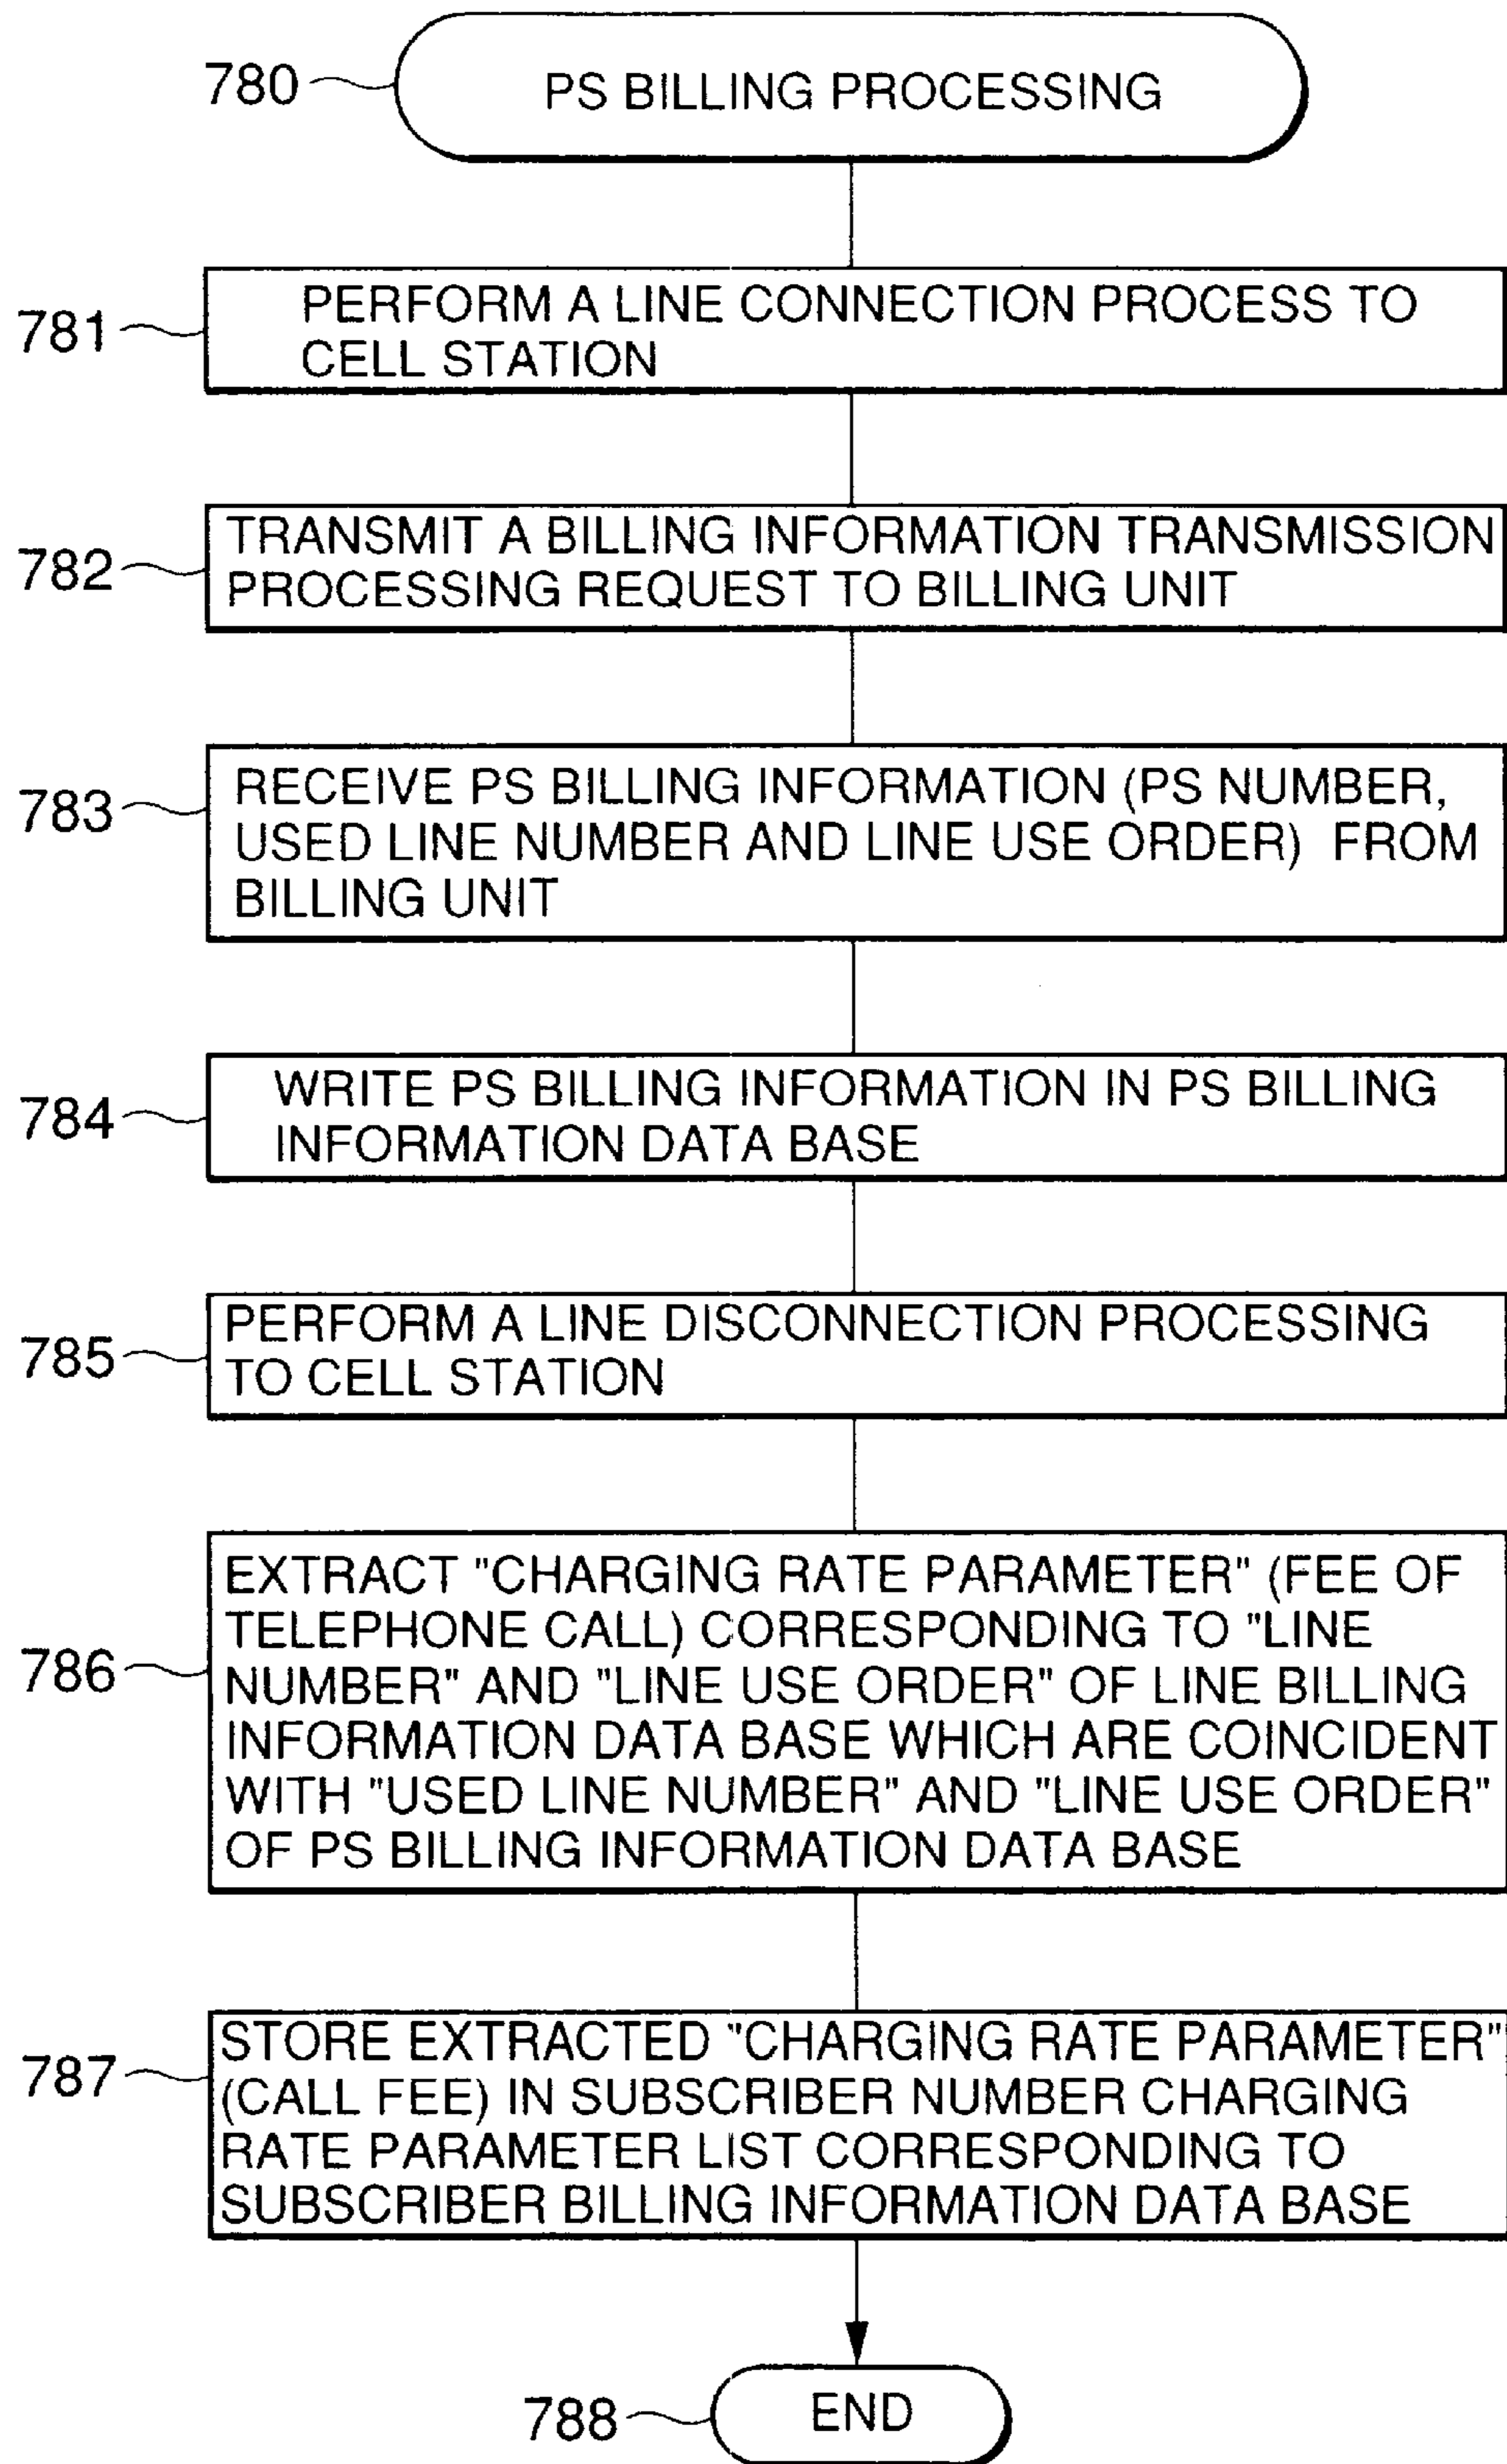 780
PS BILLING PROCESSING
781
PERFORM A LINE CONNECTION PROCESS TO
CELL STATION
782
TRANSMIT A BILLING INFORMATION TRANSMISSION
PROCESSING REQUEST TO BILLING UNIT
783
RECEIVE PS BILLING INFORMATION (PS NUMBER,
USED LINE NUMBER AND LINE USE ORDER) FROM
BILLING UNIT
784
WRITE PS BILLING INFORMATION IN PS BILLING
INFORMATION DATA BASE
785
PERFORM A LINE DISCONNECTION PROCESSING
TO CELL STATION
786
EXTRACT "CHARGING RATE PARAMETER" (FEE OF
TELEPHONE CALL) CORRESPONDING TO "LINE
NUMBER" AND "LINE USE ORDER" OF LINE BILLING
INFORMATION DATA BASE WHICH ARE COINCIDENT
WITH "USED LINE NUMBER" AND "LINE USE ORDER"
OF PS BILLING INFORMATION DATA BASE
787
STORE EXTRACTED "CHARGING RATE PARAMETER"
(CALL FEE) IN SUBSCRIBER NUMBER CHARGING
RATE PARAMETER LIST CORRESPONDING TO
SUBSCRIBER BILLING INFORMATION DATA BASE
788
END